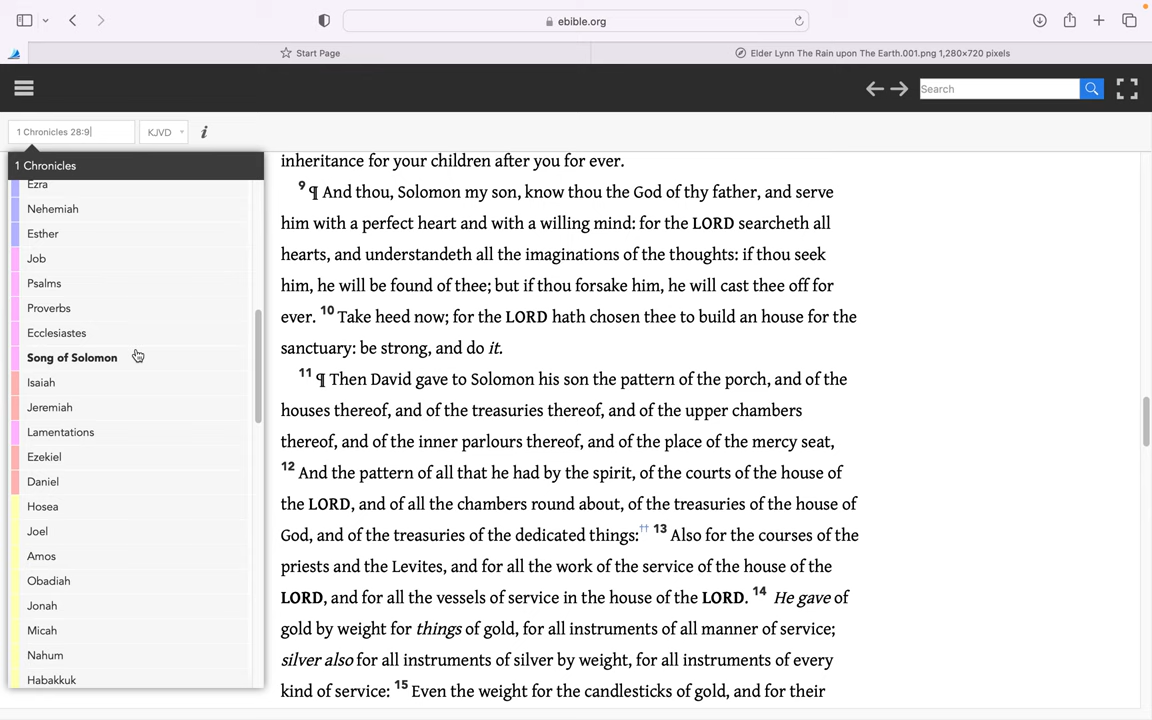 ebible.org
Start Page
Elder Lynn The Rain upon The Earth.001.png 1,280×720 pixels
Search
1 Chronicles 28:9
KJVD
i
1 Chronicles
Ezra
Nehemiah
Esther
Job
Psalms
Proverbs
Ecclesiastes
Song of Solomon
Isaiah
Jeremiah
Lamentations
Ezekiel
Daniel
Hosea
Joel
Amos
Obadiah
Jonah
Micah
Nahum
Habakkuk
inheritance for your children after you for ever.
9 ¶ And thou, Solomon my son, know thou the God of thy father, and serve
him with a perfect heart and with a willing mind: for the LORD searcheth all
hearts, and understandeth all the imaginations of the thoughts: if thou seek
him, he will be found of thee; but if thou forsake him, he will cast thee off for
ever. 10 Take heed now; for the LORD hath chosen thee to build an house for the
sanctuary: be strong, and do it.
11 ¶ Then David gave to Solomon his son the pattern of the porch, and of the
houses thereof, and of the treasuries thereof, and of the upper chambers
thereof, and of the inner parlours thereof, and of the place of the mercy seat,
12 And the pattern of all that he had by the spirit, of the courts of the house of
the LORD, and of all the chambers round about, of the treasuries of the house of
God, and of the treasuries of the dedicated things:†† 13 Also for the courses of the
priests and the Levites, and for all the work of the service of the house of the
LORD, and for all the vessels of service in the house of the LORD. 14 He gave of
gold by weight for things of gold, for all instruments of all manner of service;
silver also for all instruments of silver by weight, for all instruments of every
kind of service: 15 Even the weight for the candlesticks of gold, and for their